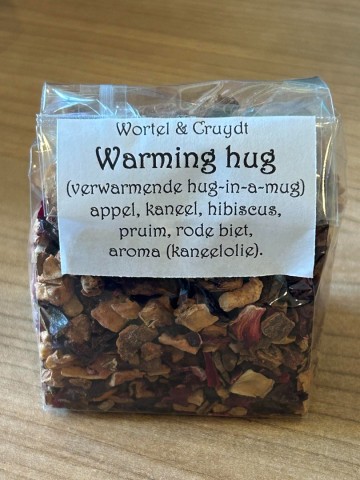 Wortel & Cruydt
Warming hug
(verwarmende hug-in-a-mug)
appel, kaneel, hibiscus,
pruim, rode biet,
aroma (kaneelolie).